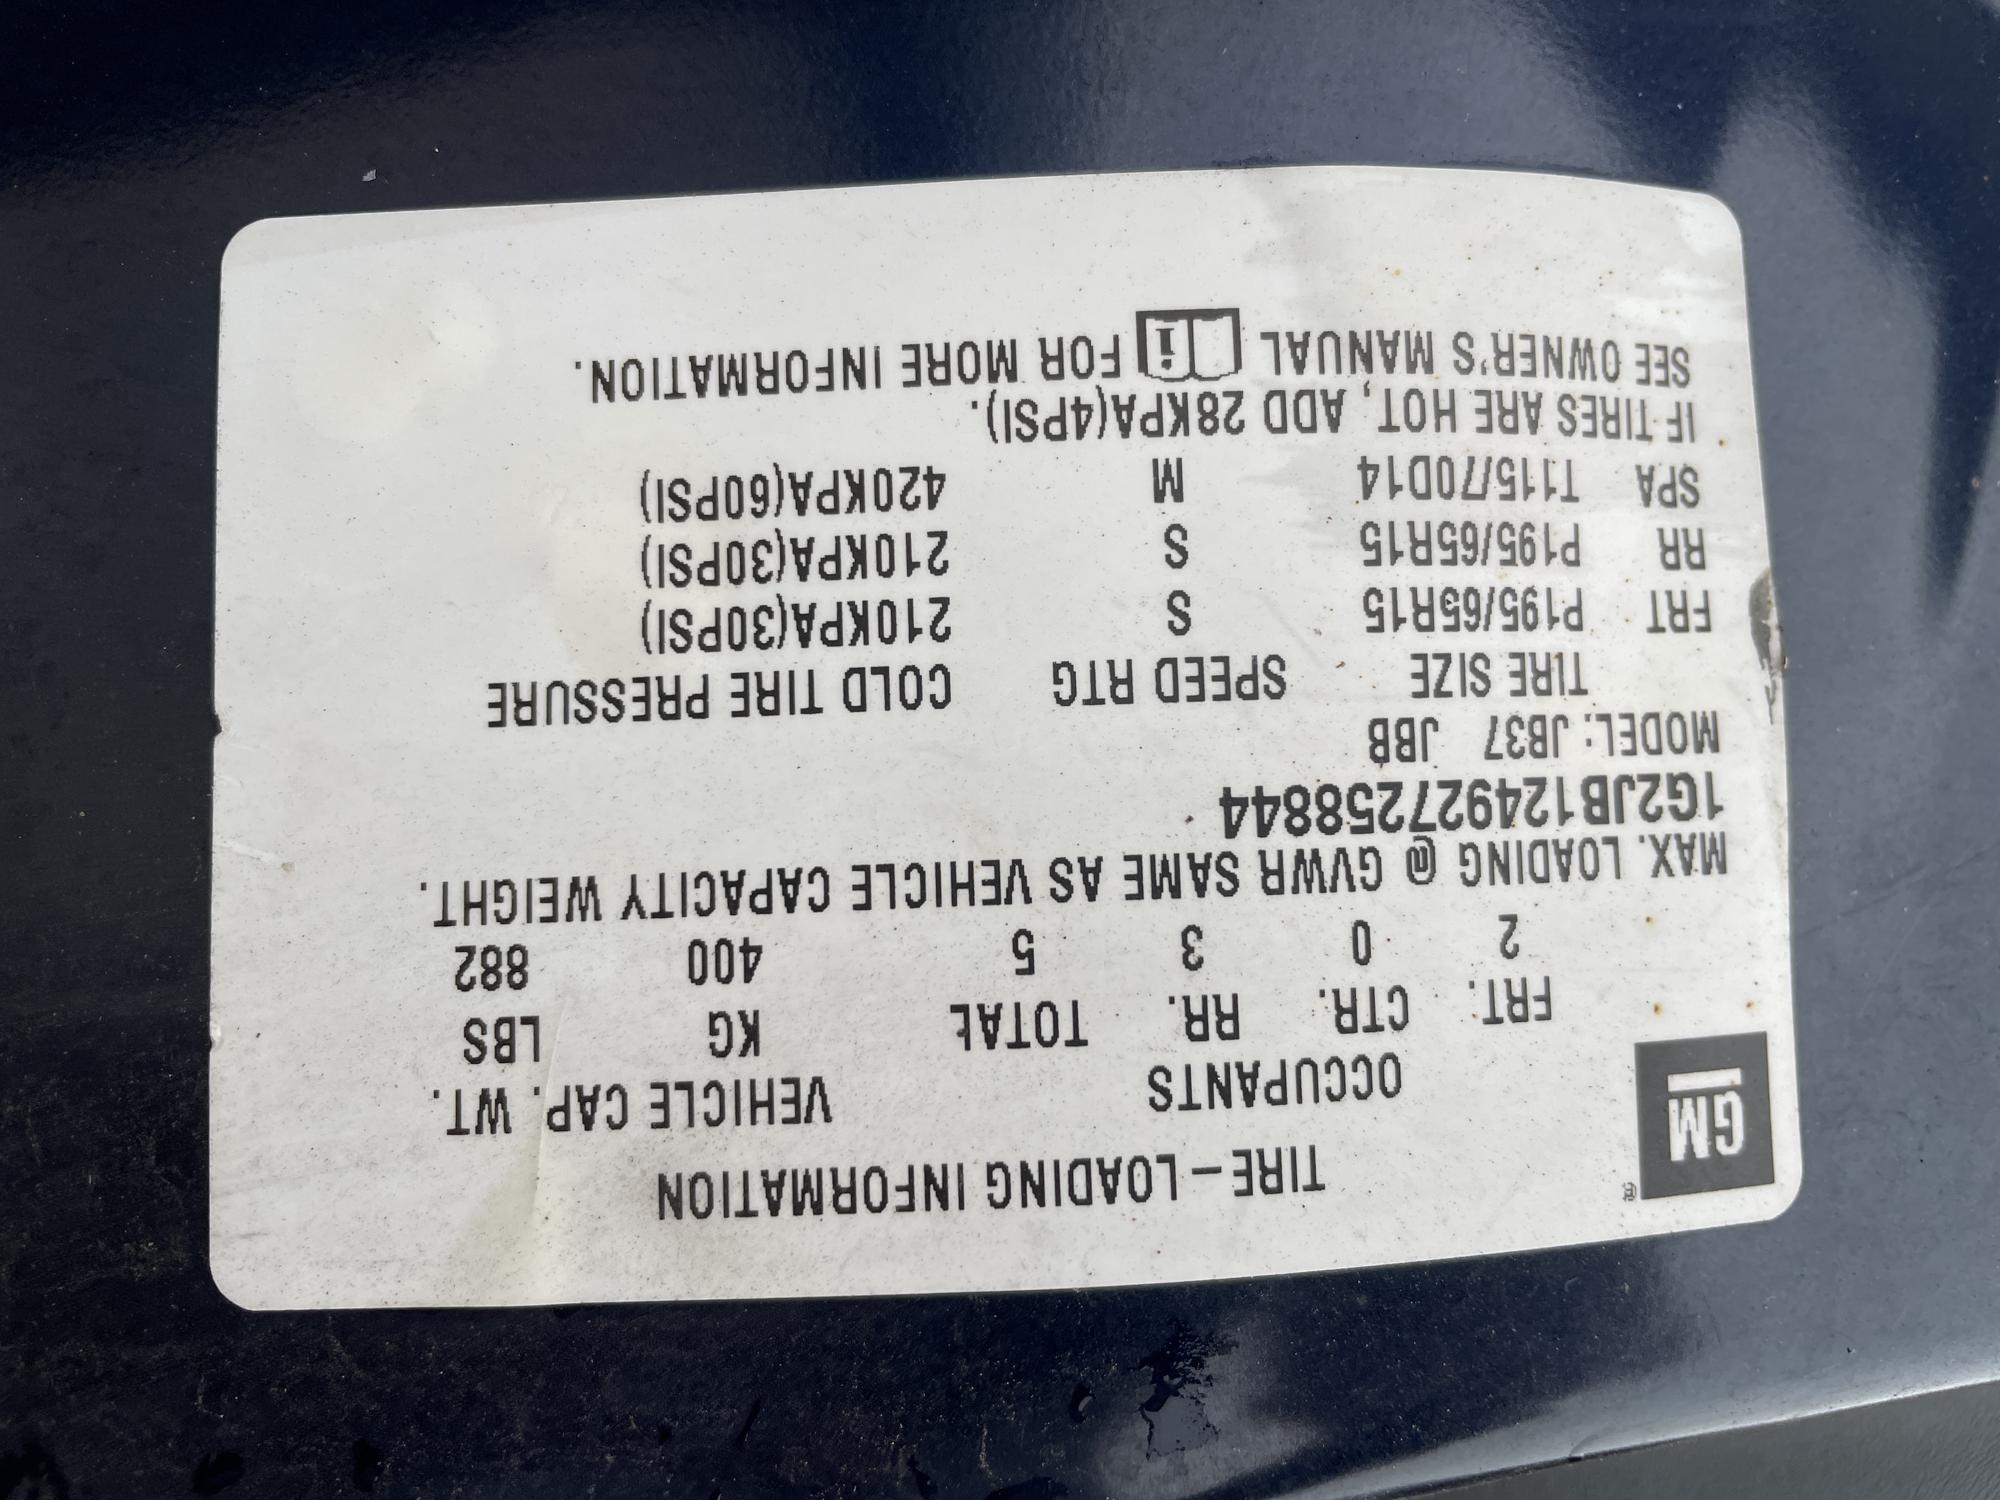 GM
®
TIRE-LOADING INFORMATION
OCCUPANTS VEHICLE CAP. WT.
FRT. CTR. RR. TOTAL KG LBS
2 0 3 5 400 882
MAX. LOADING @ GVWR SAME AS VEHICLE CAPACITY WEIGHT.
1G2JB124927258844
MODEL: JB37 JBB
TIRE SIZE SPEED RTG COLD TIRE PRESSURE
FRT P195/65R15 S 210KPA(30PSI)
RR P195/65R15 S 210KPA(30PSI)
SPA T115/70D14 M 420KPA(60PSI)
IF TIRES ARE HOT, ADD 28KPA(4PSI).
SEE OWNER'S MANUAL i FOR MORE INFORMATION.